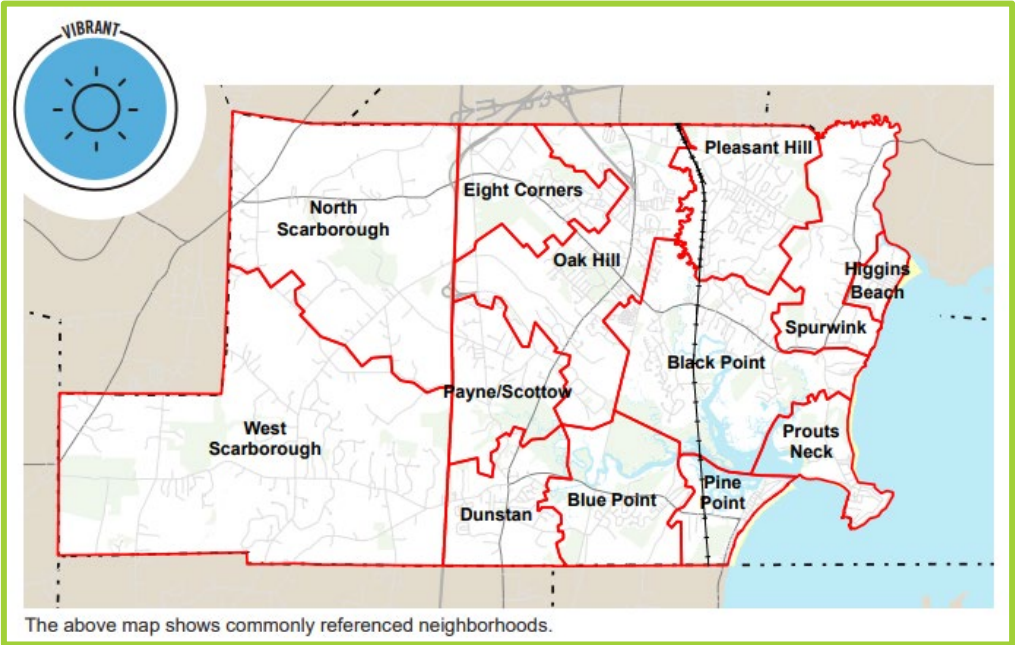 VIBRANT
Pleasant Hill
Eight Corners
North
Scarborough
Oak Hill
Higgins
Beach
Spurwink
Black Point
Payne/Scottow
West
Scarborough
Prouts
Neck
Pine
Point
Blue Point
Dunstan
The above map shows commonly referenced neighborhoods.